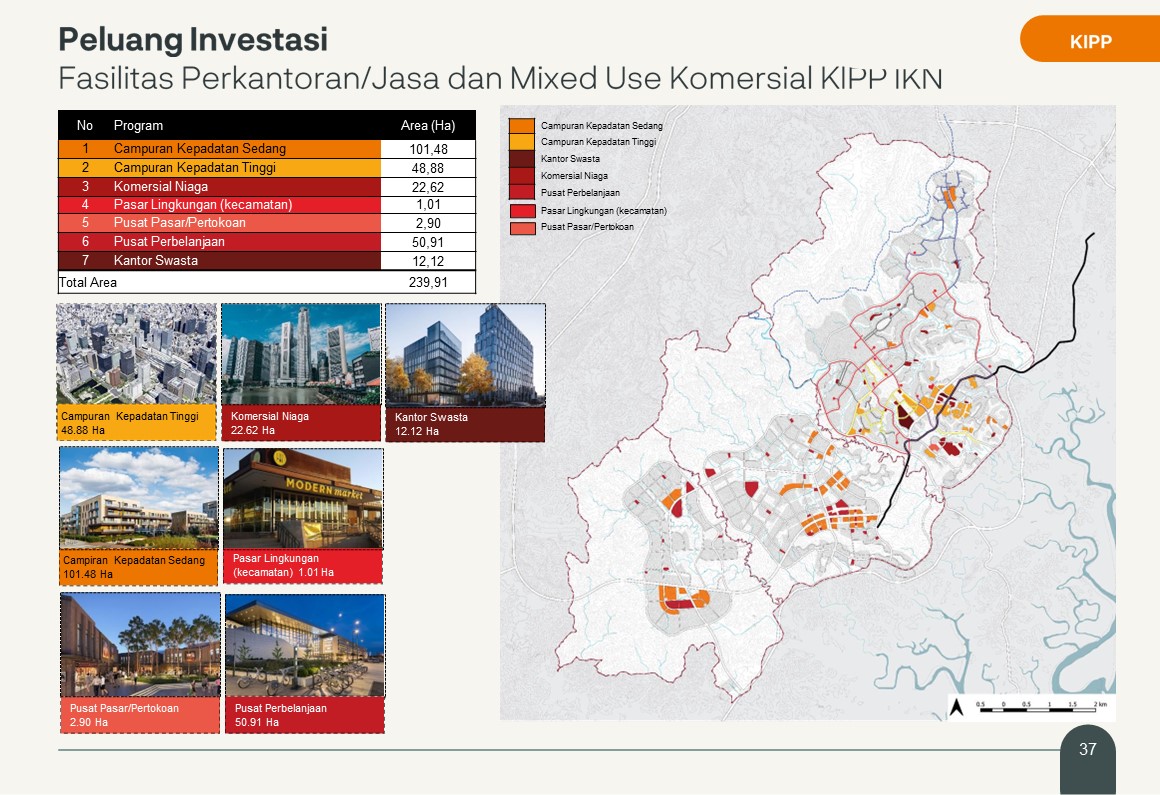 Peluang Investasi
KIPP
Fasilitas Perkantoran/Jasa dan Mixed Use Komersial KIPP IKN
No Program Area (Ha)
1 Campuran Kepadatan Sedang 101,48
2 Campuran Kepadatan Tinggi 48,88
3 Komersial Niaga 22,62
4 Pasar Lingkungan (kecamatan) 1,01
5 Pusat Pasar/Pertokoan 2,90
6 Pusat Perbelanjaan 50,91
7 Kantor Swasta 12,12
Total Area 239,91
Campuran Kepadatan Sedang
Campuran Kepadatan Tinggi
Kantor Swasta
Komersial Niaga
Pusat Perbelanjaan
Pasar Lingkungan (kecamatan)
Pusat Pasar/Pertokoan
Campuran Kepadatan Tinggi
48.88 Ha
Komersial Niaga
22.62 Ha
Kantor Swasta
12.12 Ha
MODERN market
Campiran Kepadatan Sedang
101.48 Ha
Pasar Lingkungan
(kecamatan) 1.01 Ha
Pusat Pasar/Pertokoan
2.90 Ha
Pusat Perbelanjaan
50.91 Ha
0.5 0 0.5 1 1.5 2 km
37